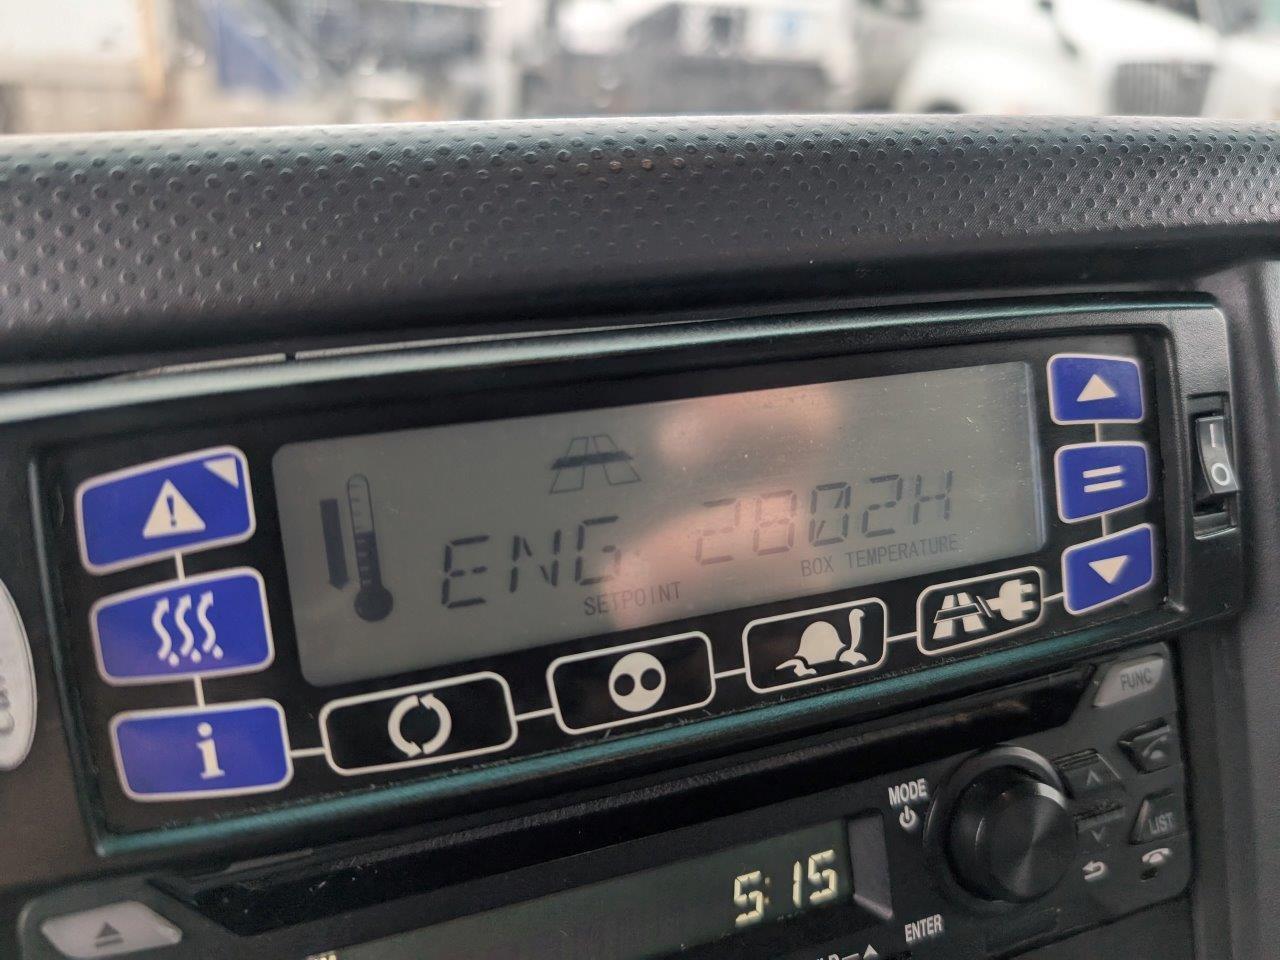 ENG 2802H
SETPOINT BOX TEMPERATURE
I
O
i
FUNC
MODE
LIST
5:15
ENTER